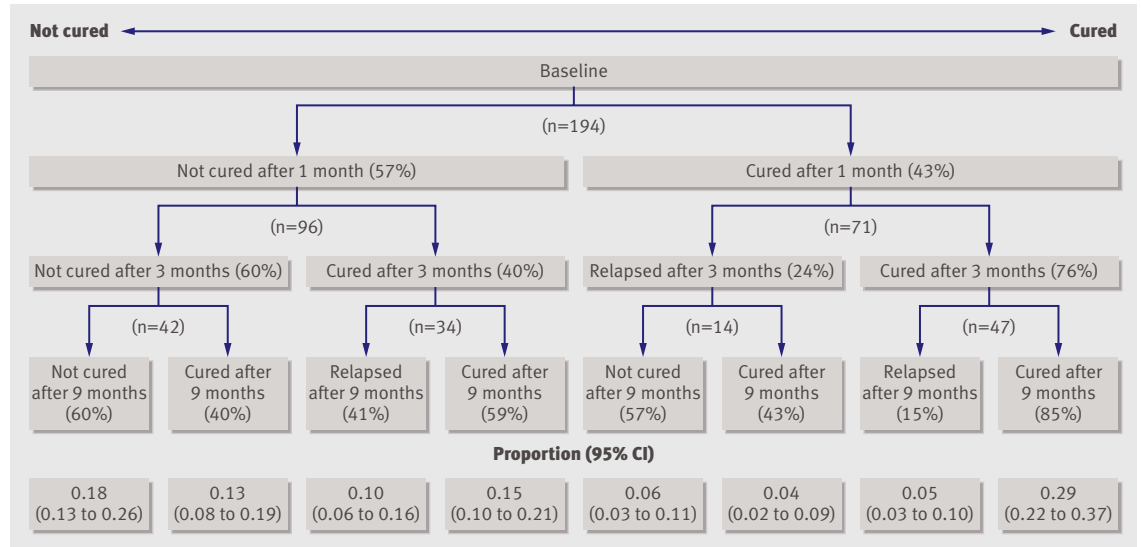 Not cured Cured
Baseline
(n=194)
Not cured after 1 month (57%) Cured after 1 month (43%)
(n=96) (n=71)
Not cured after 3 months (60%) Cured after 3 months (40%) Relapsed after 3 months (24%) Cured after 3 months (76%)
(n=42) (n=34) (n=14) (n=47)
Not cured Cured after Relapsed Cured after Not cured Cured after Relapsed Cured after
after 9 months 9 months after 9 months 9 months after 9 months 9 months after 9 months 9 months
(60%) (40%) (41%) (59%) (57%) (43%) (15%) (85%)
Proportion (95% CI)
0.18 0.13 0.10 0.15 0.06 0.04 0.05 0.29
(0.13 to 0.26) (0.08 to 0.19) (0.06 to 0.16) (0.10 to 0.21) (0.03 to 0.11) (0.02 to 0.09) (0.03 to 0.10) (0.22 to 0.37)